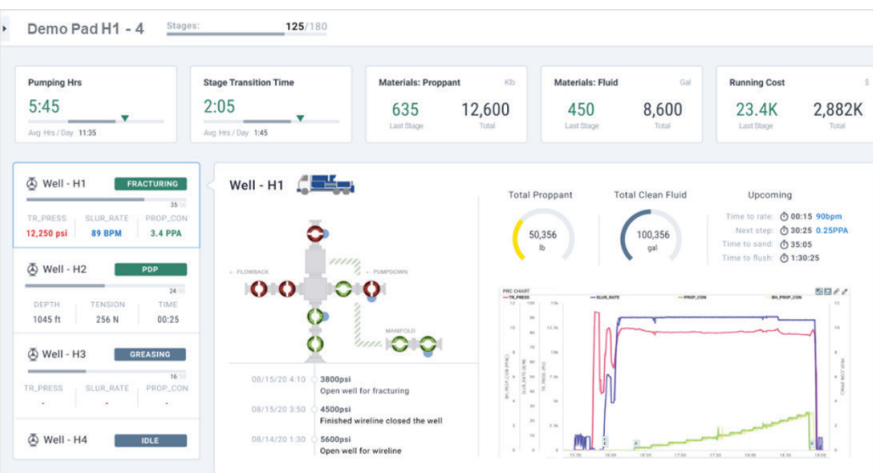 Demo Pad H1 - 4 Stages: 125/180
Pumping Hrs
5:45
Avg Hrs / Day 11:35
Stage Transition Time
2:05
Avg Hrs / Day 1:45
Materials: Proppant Klb
635 12,600
Last Stage Total
Materials: Fluid Gal
450 8,600
Last Stage Total
Running Cost $
23.4K 2,882K
Last Stage Total
Well - H1 FRACTURING
35
TR_PRESS SLUR_RATE PROP_CON
12,250 psi 89 BPM 3.4 PPA
Well - H2 PDP
24
DEPTH TENSION TIME
1045 ft 256 N 00:25
Well - H3 GREASING
16
TR_PRESS SLUR_RATE PROP_CON
- - -
Well - H4 IDLE
Well - H1
← FLOWBACK
← PUMPDOWN
MANIFOLD
08/15/20 4:10 3800psi
Open well for fracturing
08/15/20 3:50 4500psi
Finished wireline closed the well
08/14/20 1:30 5600psi
Open well for wireline
Total Proppant
50,356
lb
Total Clean Fluid
100,356
gal
Upcoming
Time to rate: 00:15 90bpm
Next step: 30:25 0.25PPA
Time to sand: 35:05
Time to flush: 1:30:25
PRC CHART
TR_PRESS SLUR_RATE PROP_CON BH_PROP_CON